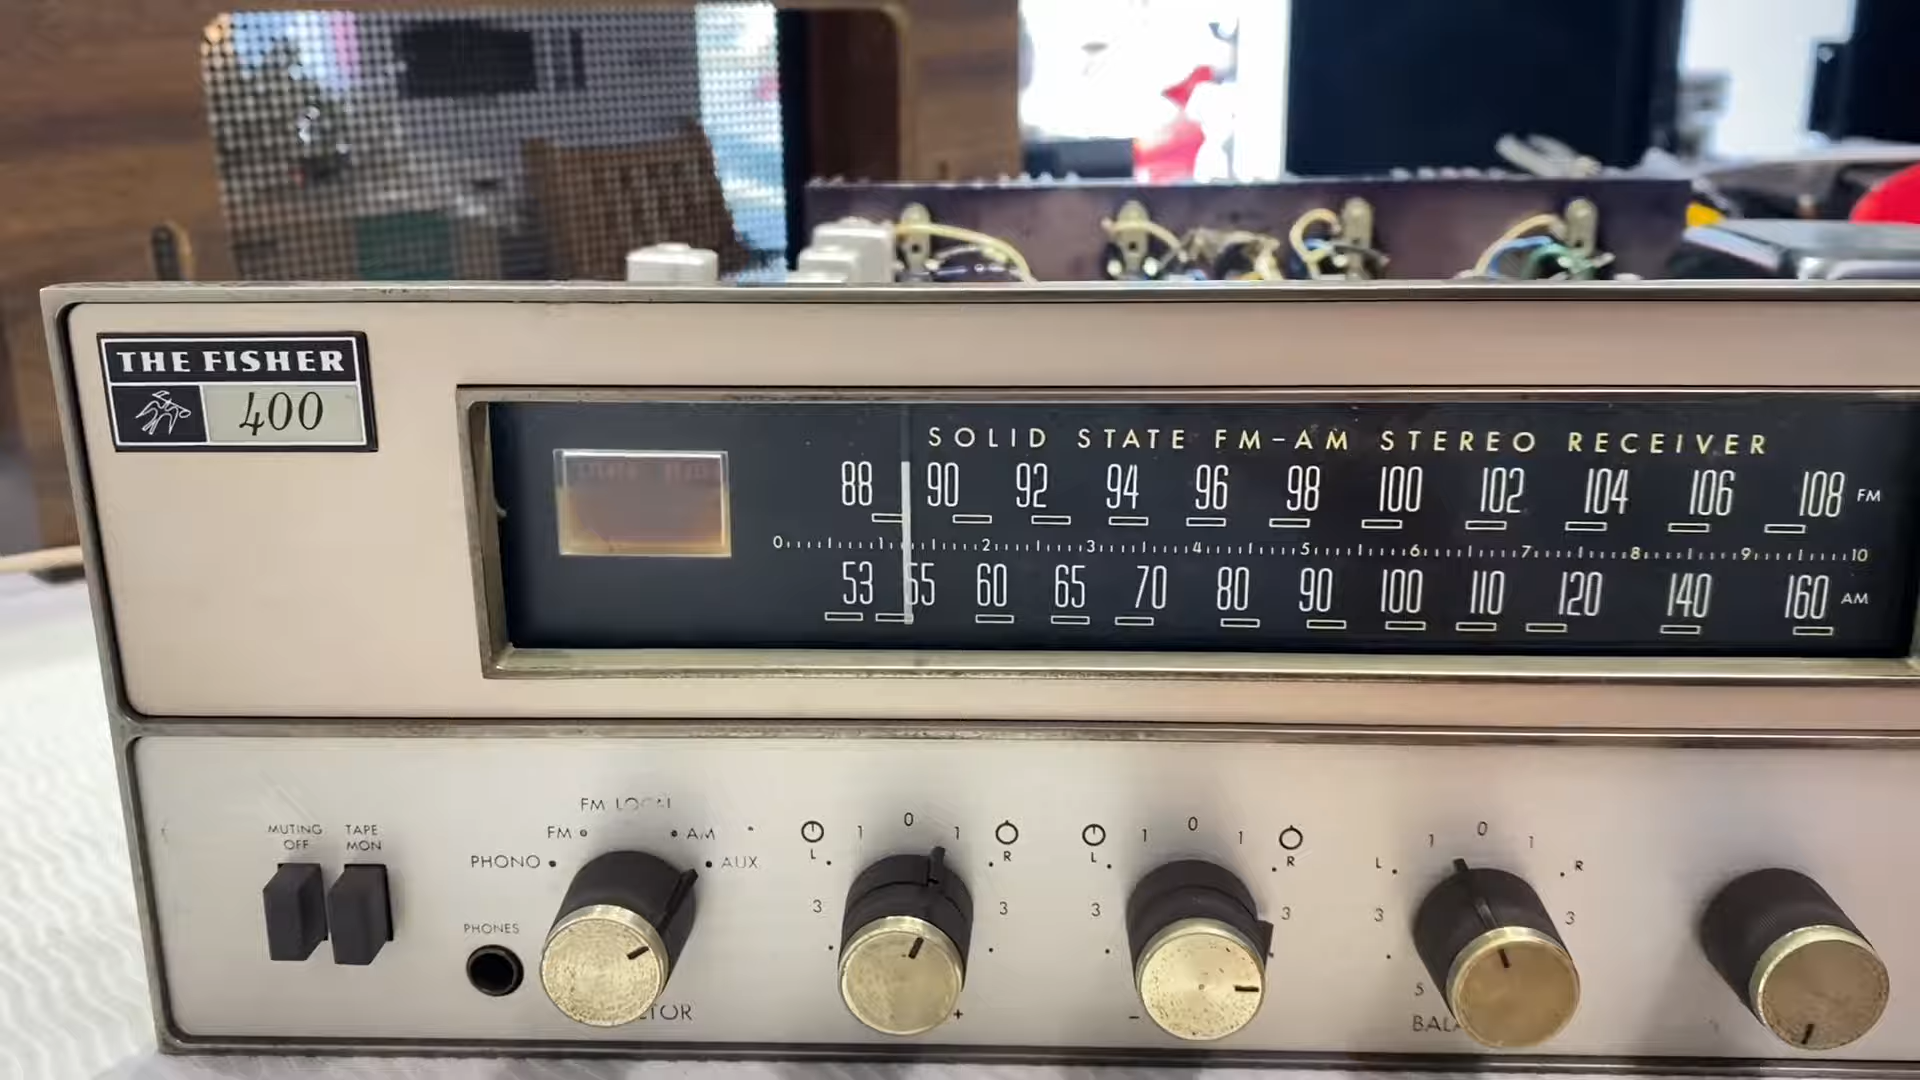 THE FISHER
400
SOLID STATE FM-AM STEREO RECEIVER
88 90 92 94 96 98 100 102 104 106 108 FM
0 1 2 3 4 5 6 7 8 9 10
53 55 60 65 70 80 90 100 110 120 140 160 AM
MUTING OFF
TAPE MON
PHONES
FM LOCAL
FM AM
PHONO AUX
TOR
1 0 1
L R
3 3
+
1 0 1
L R
3 3
-
1 0 1
L R
3 3
5
BALA